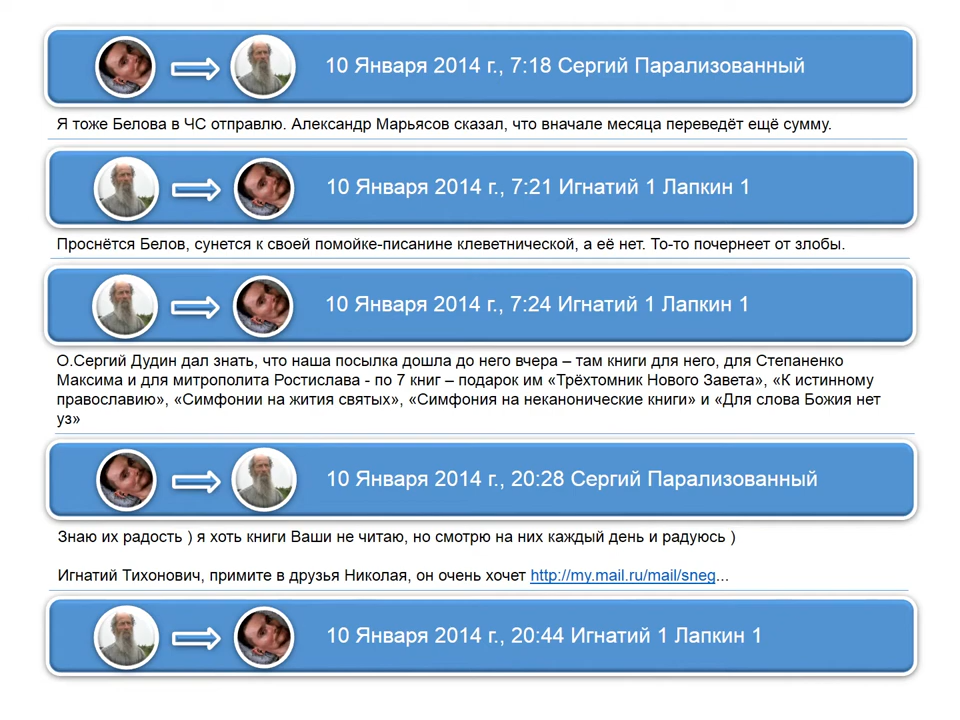 10 Января 2014 г., 7:18 Сергий Парализованный
Я тоже Белова в ЧС отправлю. Александр Марьясов сказал, что вначале месяца переведёт ещё сумму.
10 Января 2014 г., 7:21 Игнатий 1 Лапкин 1
Проснётся Белов, сунется к своей помойке-писанине клеветнической, а её нет. То-то почернеет от злобы.
10 Января 2014 г., 7:24 Игнатий 1 Лапкин 1
О.Сергий Дудин дал знать, что наша посылка дошла до него вчера – там книги для него, для Степаненко
Максима и для митрополита Ростислава - по 7 книг – подарок им «Трёхтомник Нового Завета», «К истинному
православию», «Симфонии на жития святых», «Симфония на неканонические книги» и «Для слова Божия нет
уз»
10 Января 2014 г., 20:28 Сергий Парализованный
Знаю их радость ) я хоть книги Ваши не читаю, но смотрю на них каждый день и радуюсь )
Игнатий Тихонович, примите в друзья Николая, он очень хочет http://my.mail.ru/mail/sneg...
10 Января 2014 г., 20:44 Игнатий 1 Лапкин 1